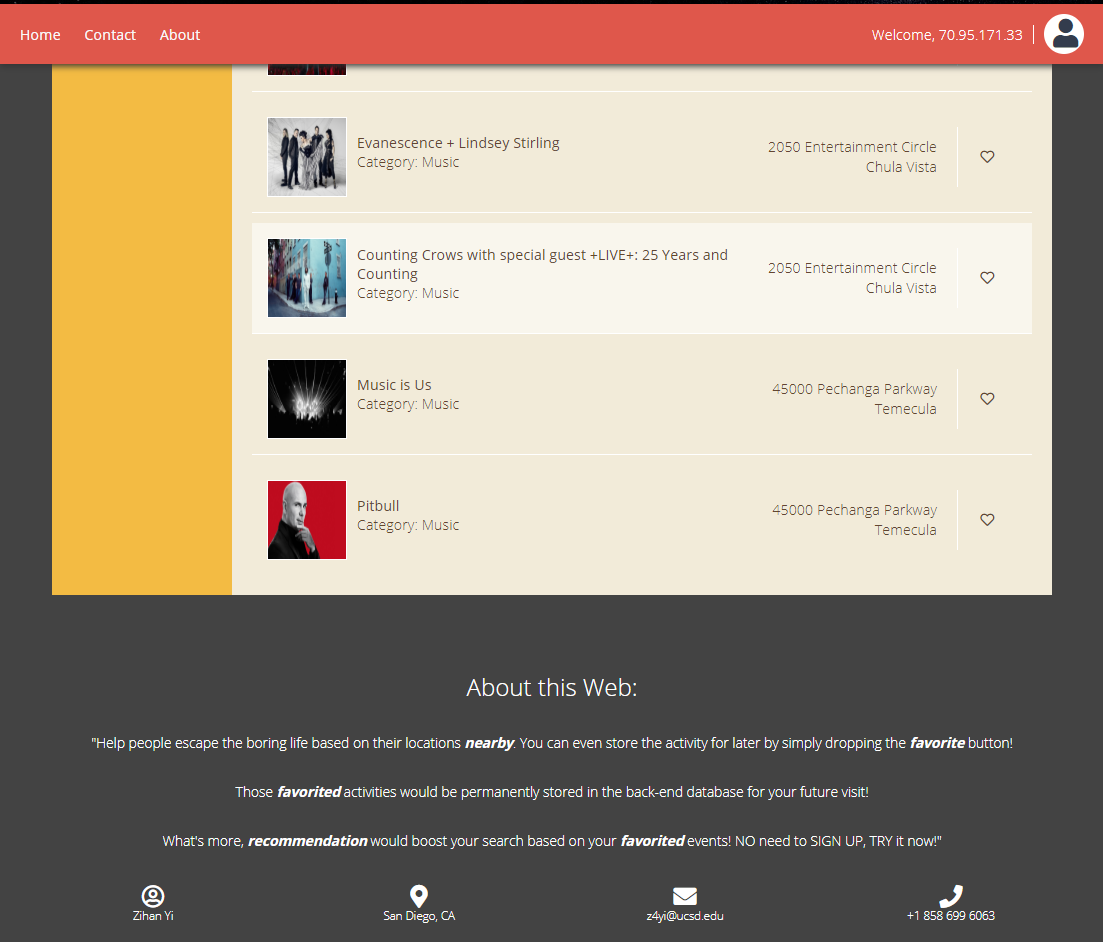 Home Contact About Welcome, 70.95.171.33
Evanescence + Lindsey Stirling
Category: Music
2050 Entertainment Circle
Chula Vista
Counting Crows with special guest +LIVE+: 25 Years and
Counting
Category: Music
2050 Entertainment Circle
Chula Vista
Music is Us
Category: Music
45000 Pechanga Parkway
Temecula
Pitbull
Category: Music
45000 Pechanga Parkway
Temecula
About this Web:
"Help people escape the boring life based on their locations nearby. You can even store the activity for later by simply dropping the favorite button!
Those favorited activities would be permanently stored in the back-end database for your future visit!
What's more, recommendation would boost your search based on your favorited events! NO need to SIGN UP, TRY it now!"
Zihan Yi
San Diego, CA
z4yi@ucsd.edu
+1 858 699 6063